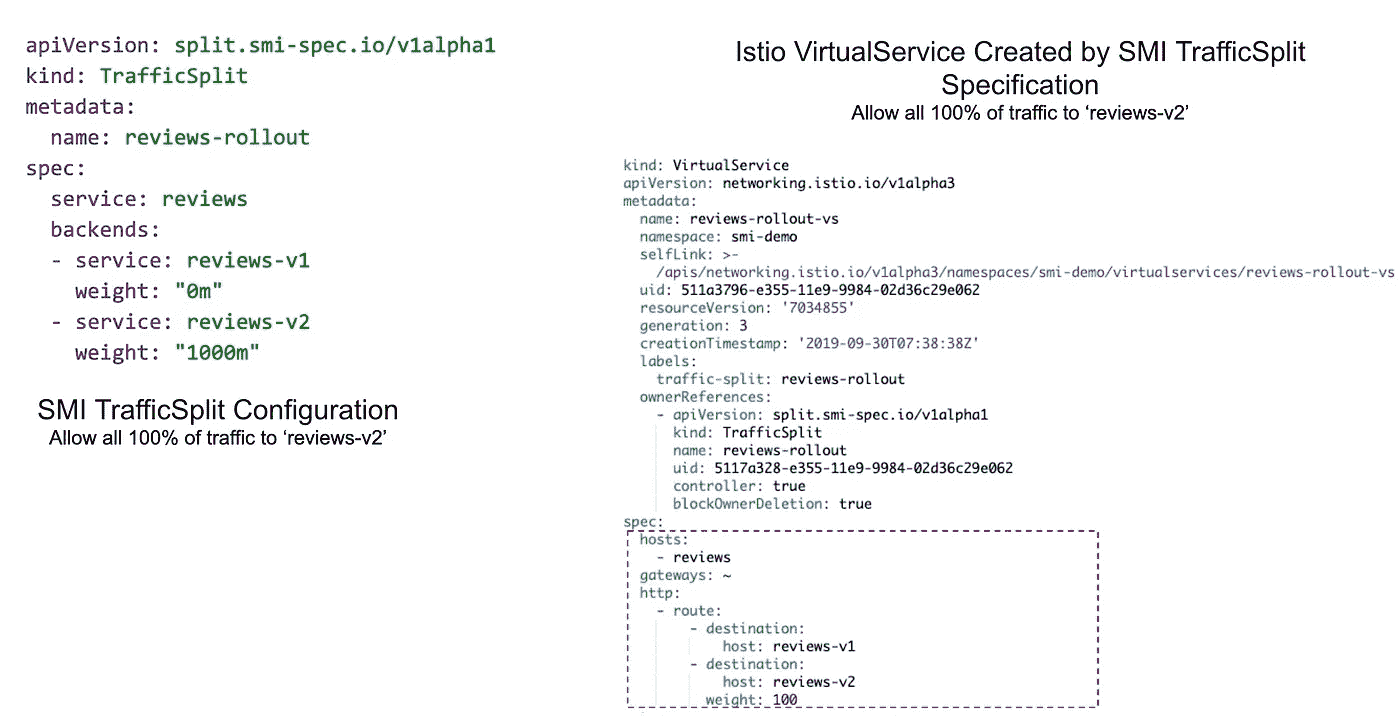 apiVersion: split.smi-spec.io/v1alpha1
kind: TrafficSplit
metadata:
  name: reviews-rollout
spec:
  service: reviews
  backends:
  - service: reviews-v1
    weight: "0m"
  - service: reviews-v2
    weight: "1000m"
SMI TrafficSplit Configuration
Allow all 100% of traffic to ‘reviews-v2’
Istio VirtualService Created by SMI TrafficSplit
Specification
Allow all 100% of traffic to ‘reviews-v2’
kind: VirtualService
apiVersion: networking.istio.io/v1alpha3
metadata:
  name: reviews-rollout-vs
  namespace: smi-demo
  selfLink: >-
    /apis/networking.istio.io/v1alpha3/namespaces/smi-demo/virtualservices/reviews-rollout-vs
  uid: 511a3796-e355-11e9-9984-02d36c29e062
  resourceVersion: '7034855'
  generation: 3
  creationTimestamp: '2019-09-30T07:38:38Z'
  labels:
    traffic-split: reviews-rollout
  ownerReferences:
    - apiVersion: split.smi-spec.io/v1alpha1
      kind: TrafficSplit
      name: reviews-rollout
      uid: 5117a328-e355-11e9-9984-02d36c29e062
      controller: true
      blockOwnerDeletion: true
spec:
  hosts:
    - reviews
  gateways: ~
  http:
    - route:
        - destination:
            host: reviews-v1
        - destination:
            host: reviews-v2
          weight: 100